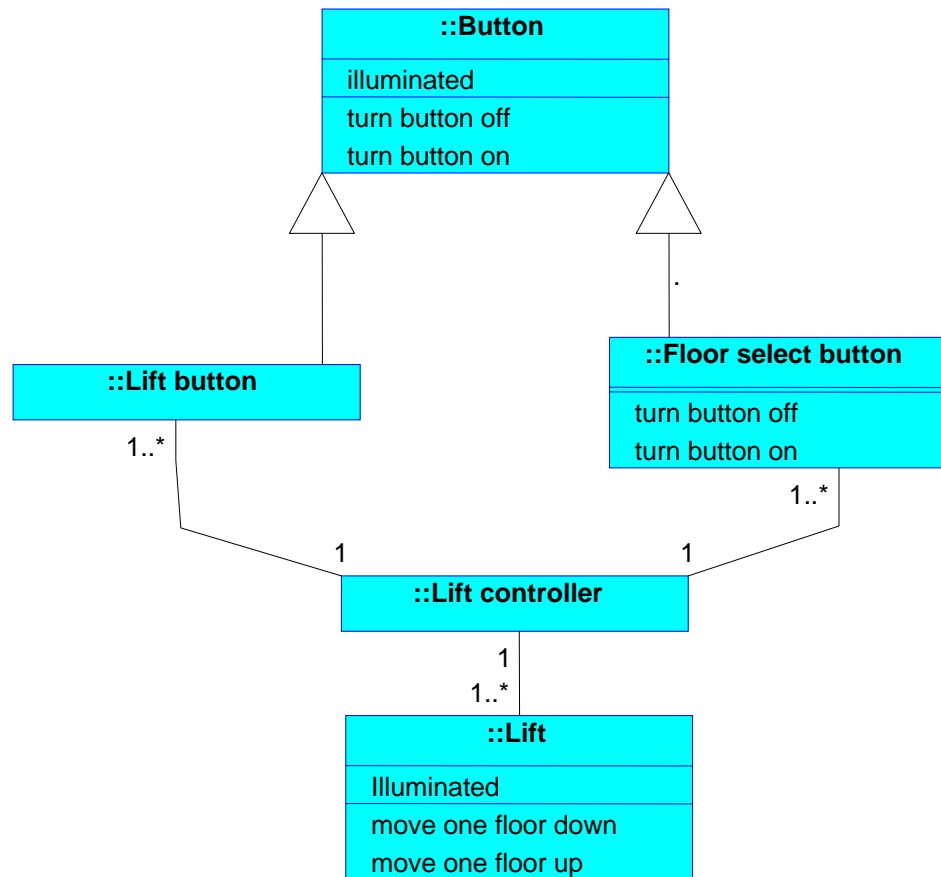 ::Button
illuminated
turn button off
turn button on
.
::Lift button
::Floor select button
turn button off
turn button on
1..*
1..*
1
1
::Lift controller
1
1..*
::Lift
Illuminated
move one floor down
move one floor up